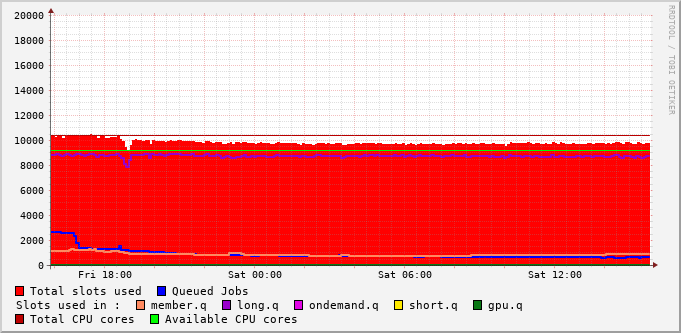 RRDTOOL / TOBI OETIKER
20000
18000
16000
14000
12000
10000
8000
6000
4000
2000
0
Fri 18:00 Sat 00:00 Sat 06:00 Sat 12:00
Total slots used Queued Jobs
Slots used in : member.q long.q ondemand.q short.q gpu.q
Total CPU cores Available CPU cores